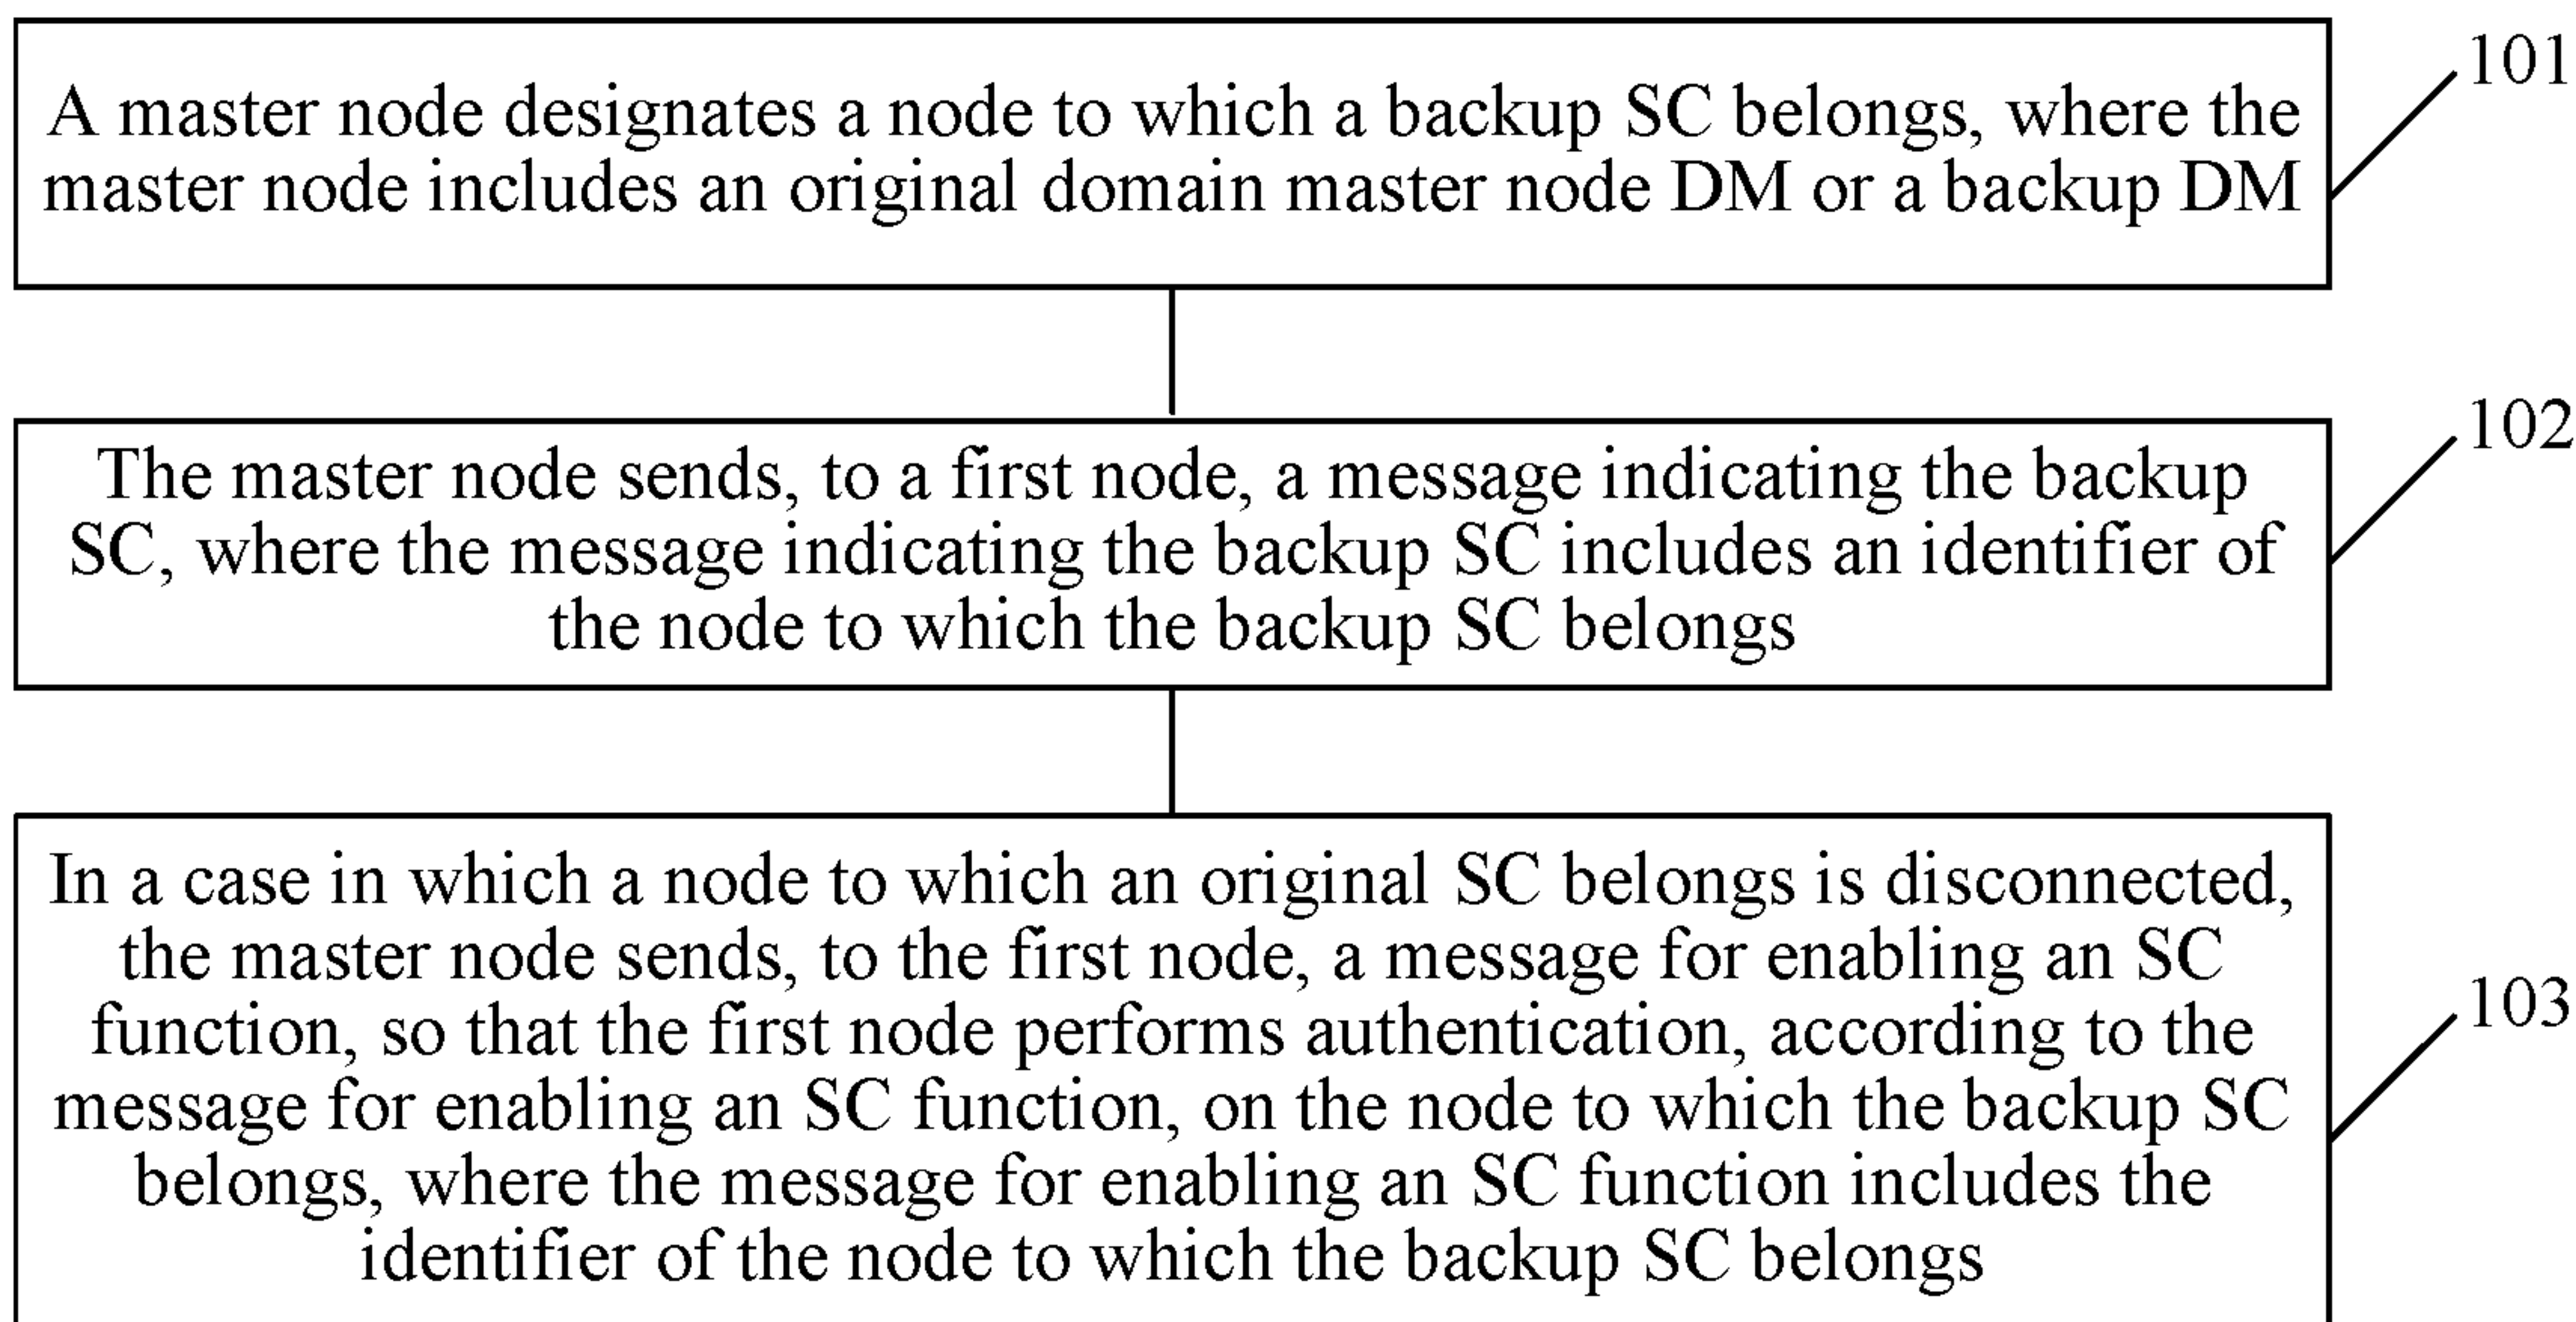 101
A master node designates a node to which a backup SC belongs, where the
master node includes an original domain master node DM or a backup DM
102
The master node sends, to a first node, a message indicating the backup
SC, where the message indicating the backup SC includes an identifier of
the node to which the backup SC belongs
In a case in which a node to which an original SC belongs is disconnected,
the master node sends, to the first node, a message for enabling an SC
103
function, so that the first node performs authentication, according to the
message for enabling an SC function, on the node to which the backup SC
belongs, where the message for enabling an SC function includes the
identifier of the node to which the backup SC belongs